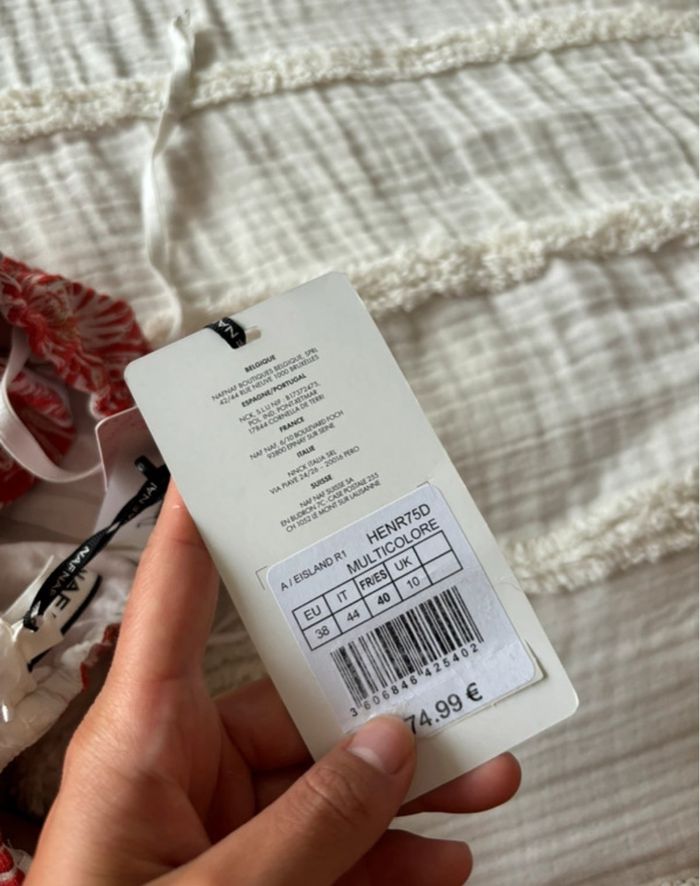 NAF
BELGIQUE
NAFNAF BOUTIQUES BELGIQUE, SPRL
42/44 RUE NEUVE 1000 BRUXELLES
ESPAGNE/PORTUGAL
NCK, S.L.U NIF : B17372473,
POL IND. PONT-XETMAR
17844 CORNELLA DE TERRI
FRANCE
NAF NAF, 6/10 BOULEVARD FOCH
93800 EPINAY SUR SEINE
ITALIE
NNCK ITALIA SRL
VIA PIAVE 24/26 - 20016 PERO
SUISSE
NAF NAF SUISSE SA
EN BUDRON 7C, CASE POSTALE 255
CH 1052 LE MONT SUR LAUSANNE
HENR75D
A / EISLAND R1 MULTICOLORE
EU IT FR/ES UK
38 44 40 10
3 606846 425402
74.99 €
NAFNAF